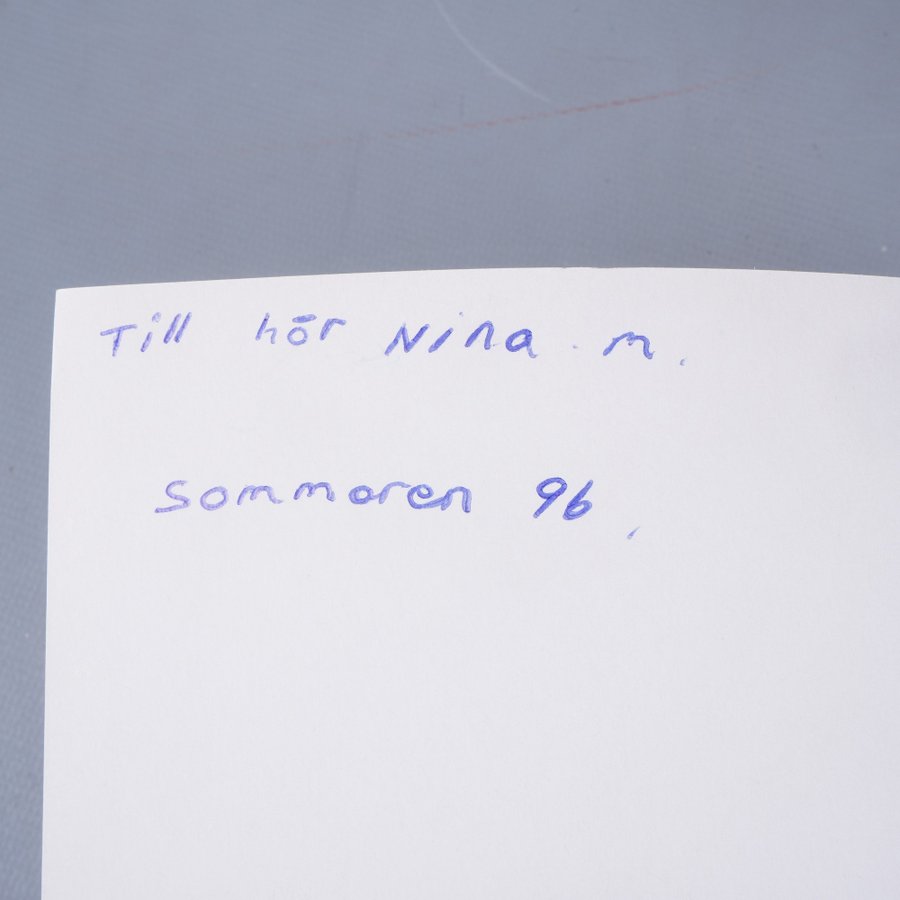 Till hör Nina. m.
Sommaren 96.